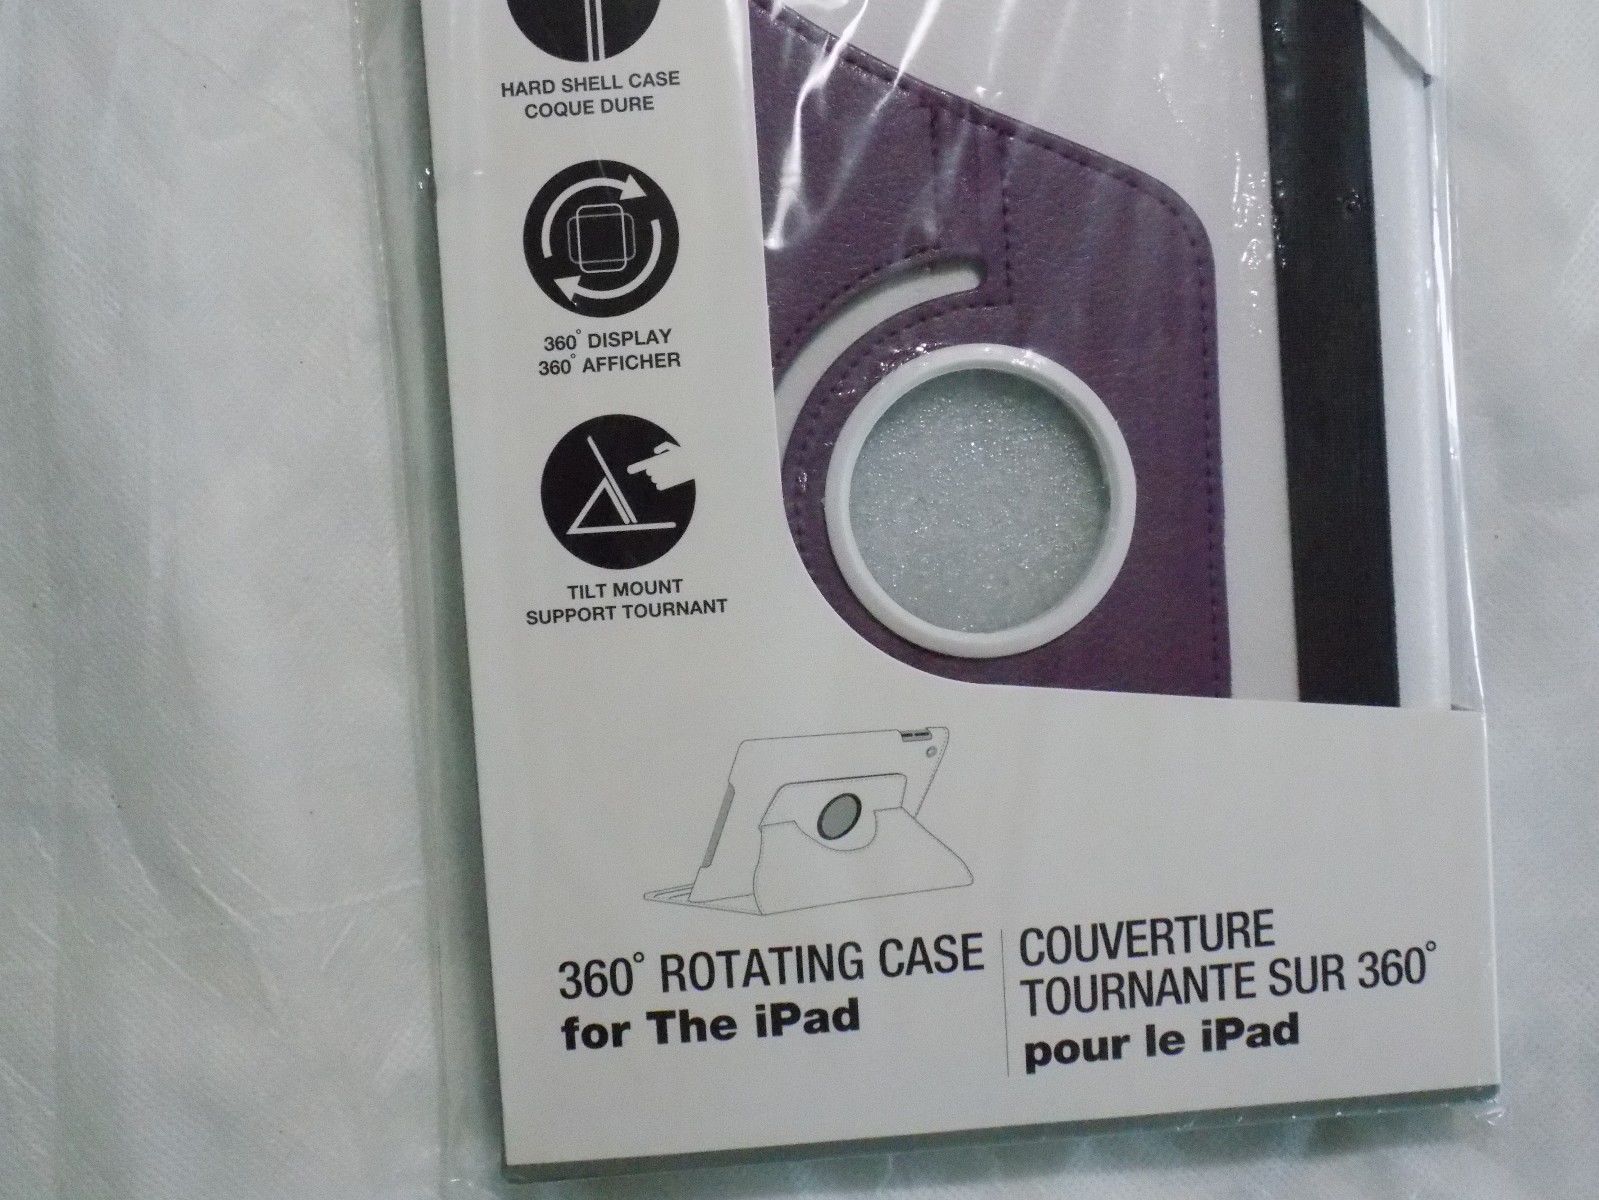 HARD SHELL CASE
COQUE DURE
360° DISPLAY
360° AFFICHER
TILT MOUNT
SUPPORT TOURNANT
360° ROTATING CASE
for The iPad
COUVERTURE
TOURNANTE SUR 360°
pour le iPad